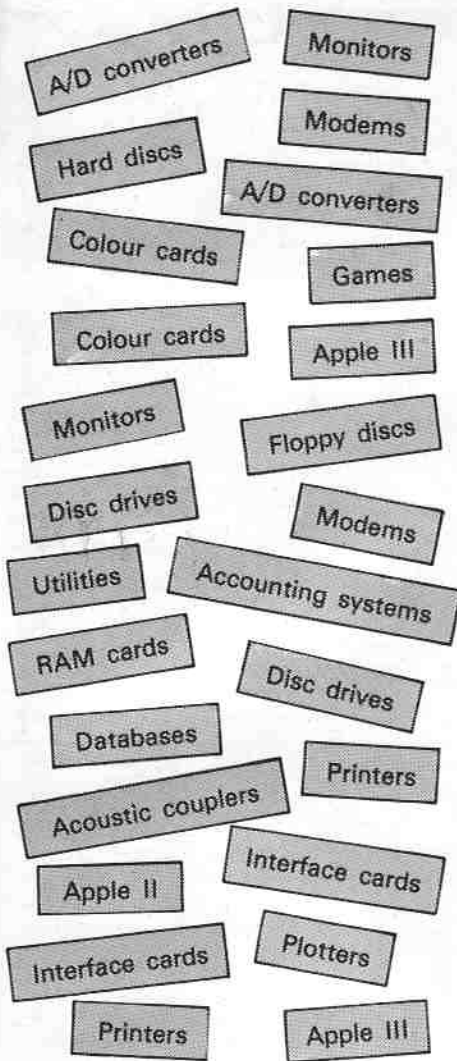 A/D converters
Monitors
Modems
Hard discs
A/D converters
Colour cards
Games
Colour cards
Apple III
Monitors
Floppy discs
Disc drives
Modems
Utilities
Accounting systems
RAM cards
Disc drives
Databases
Printers
Acoustic couplers
Interface cards
Apple II
Plotters
Interface cards
Printers
Apple III